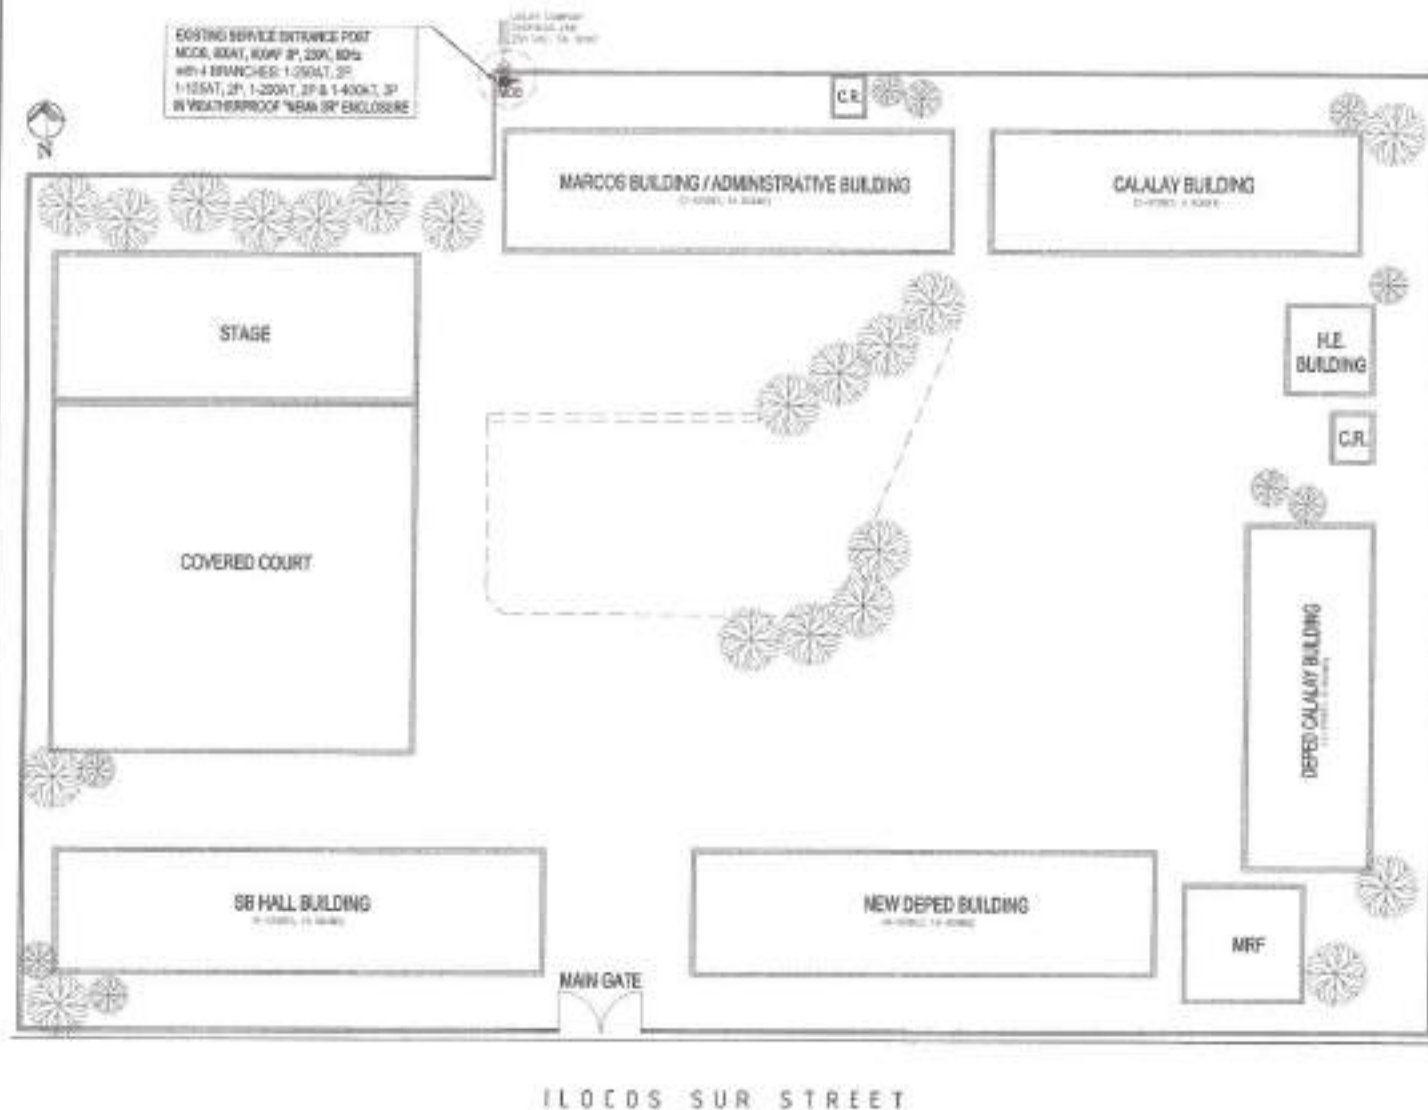 EXISTING SERVICE ENTRANCE POST
MCCB, 800AT, 800AF 3P, 230V, 60Hz
with 4 BRANCHES: 1-250AT, 2P,
1-125AT, 2P, 1-200AT, 2P & 1-400AT, 3P
IN WEATHERPROOF "NEMA 3R" ENCLOSURE
N
C.R.
MARCOS BUILDING / ADMINISTRATIVE BUILDING
CALALAY BUILDING
STAGE
H.E.
BUILDING
C.R.
COVERED COURT
DEPED CALALAY BUILDING
SB HALL BUILDING
NEW DEPED BUILDING
MRF
MAIN GATE
ILOCOS SUR STREET